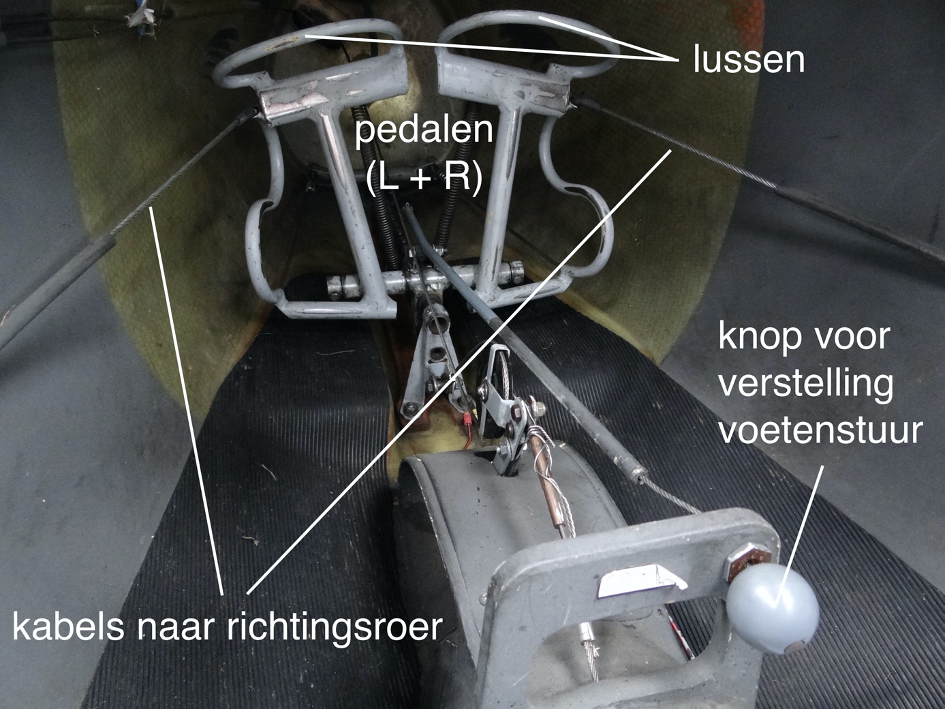 lussen
pedalen
(L + R)
knop voor
verstelling
voetenstuur
kabels naar richtingsroer